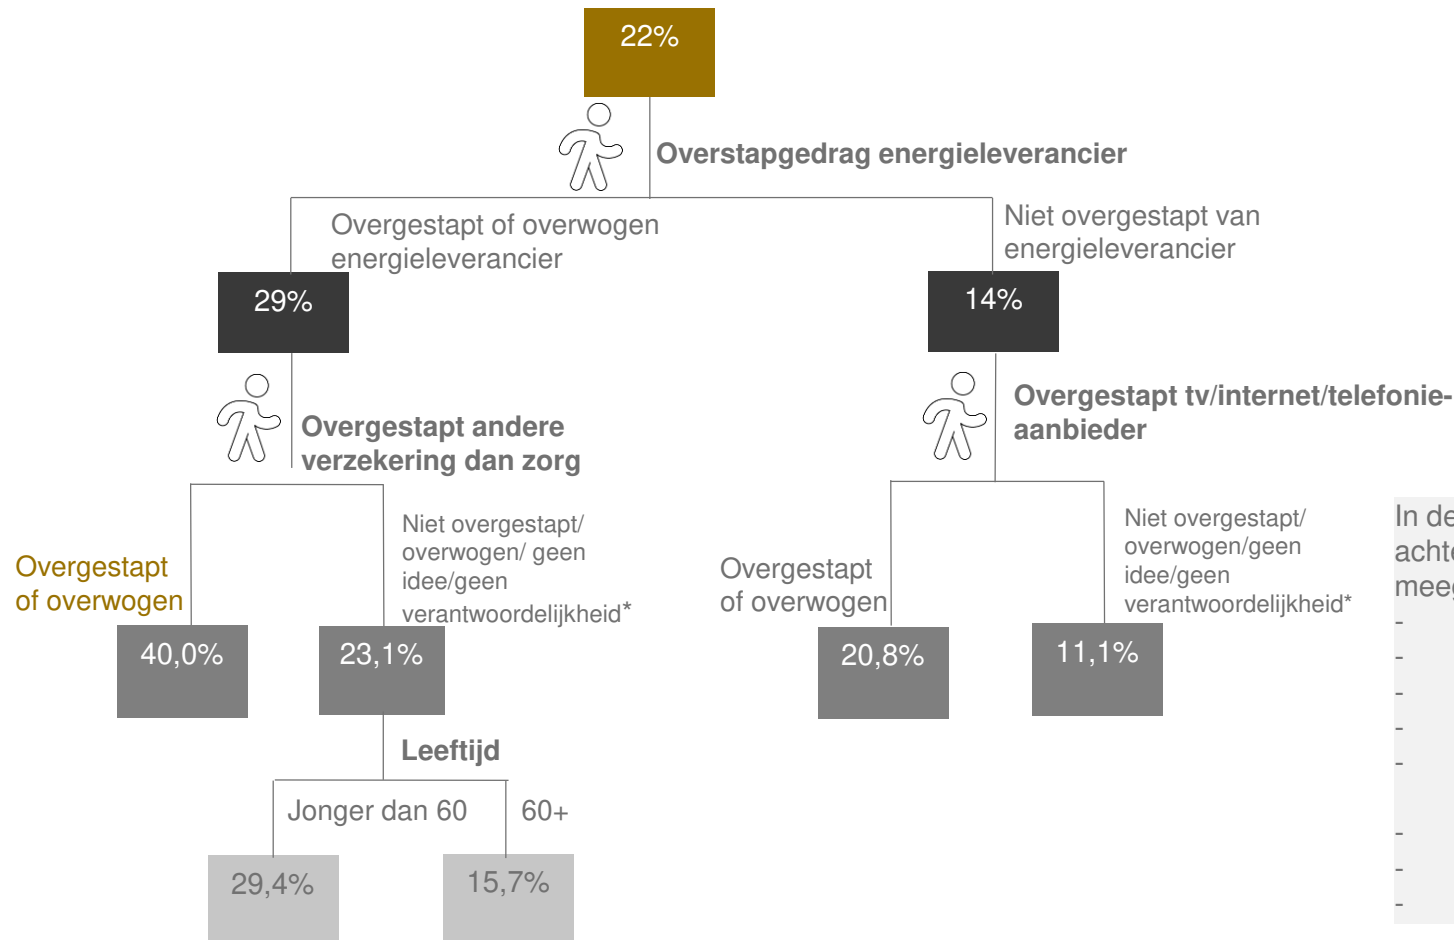 22%
Overstapgedrag energieleverancier
Overgestapt of overwogen
energieleverancier
Niet overgestapt van
energieleverancier
29%
14%
Overgestapt andere
verzekering dan zorg
Overgestapt tv/internet/telefonie-
aanbieder
Overgestapt
of overwogen
Niet overgestapt/
overwogen/ geen
idee/geen
verantwoordelijkheid*
Overgestapt
of overwogen
Niet overgestapt/
overwogen/geen
idee/geen
verantwoordelijkheid*
40,0%
23,1%
20,8%
11,1%
Leeftijd
Jonger dan 60
60+
29,4%
15,7%
In de
-
-
-
-
-
-
-
-